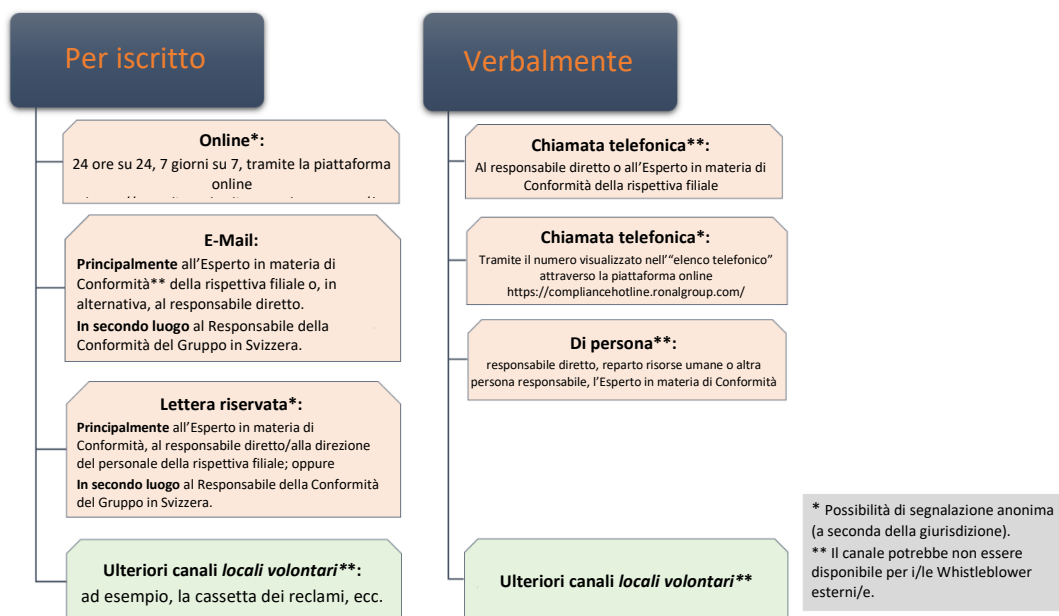 Per iscritto
Online*:
24 ore su 24, 7 giorni su 7, tramite la piattaforma
online
E-Mail:
Principalmente all'Esperto in materia di
Conformità** della rispettiva filiale o, in
alternativa, al responsabile diretto.
In secondo luogo al Responsabile della
Conformità del Gruppo in Svizzera.
Lettera riservata*:
Principalmente all'Esperto in materia di
Conformità, al responsabile diretto/alla direzione
del personale della rispettiva filiale; oppure
In secondo luogo al Responsabile della Conformità
del Gruppo in Svizzera.
Ulteriori canali locali volontari**:
ad esempio, la cassetta dei reclami, ecc.
Verbalmente
Chiamata telefonica**:
Al responsabile diretto o all'Esperto in materia di
Conformità della rispettiva filiale
Chiamata telefonica*:
Tramite il numero visualizzato nell'"elenco telefonico"
attraverso la piattaforma online
https://compliancehotline.ronalgroup.com/
Di persona**:
responsabile diretto, reparto risorse umane o altra
persona responsabile, l'Esperto in materia di Conformità
Ulteriori canali locali volontari**
* Possibilità di segnalazione anonima
(a seconda della giurisdizione).
** Il canale potrebbe non essere
disponibile per i/le Whistleblower
esterni/e.